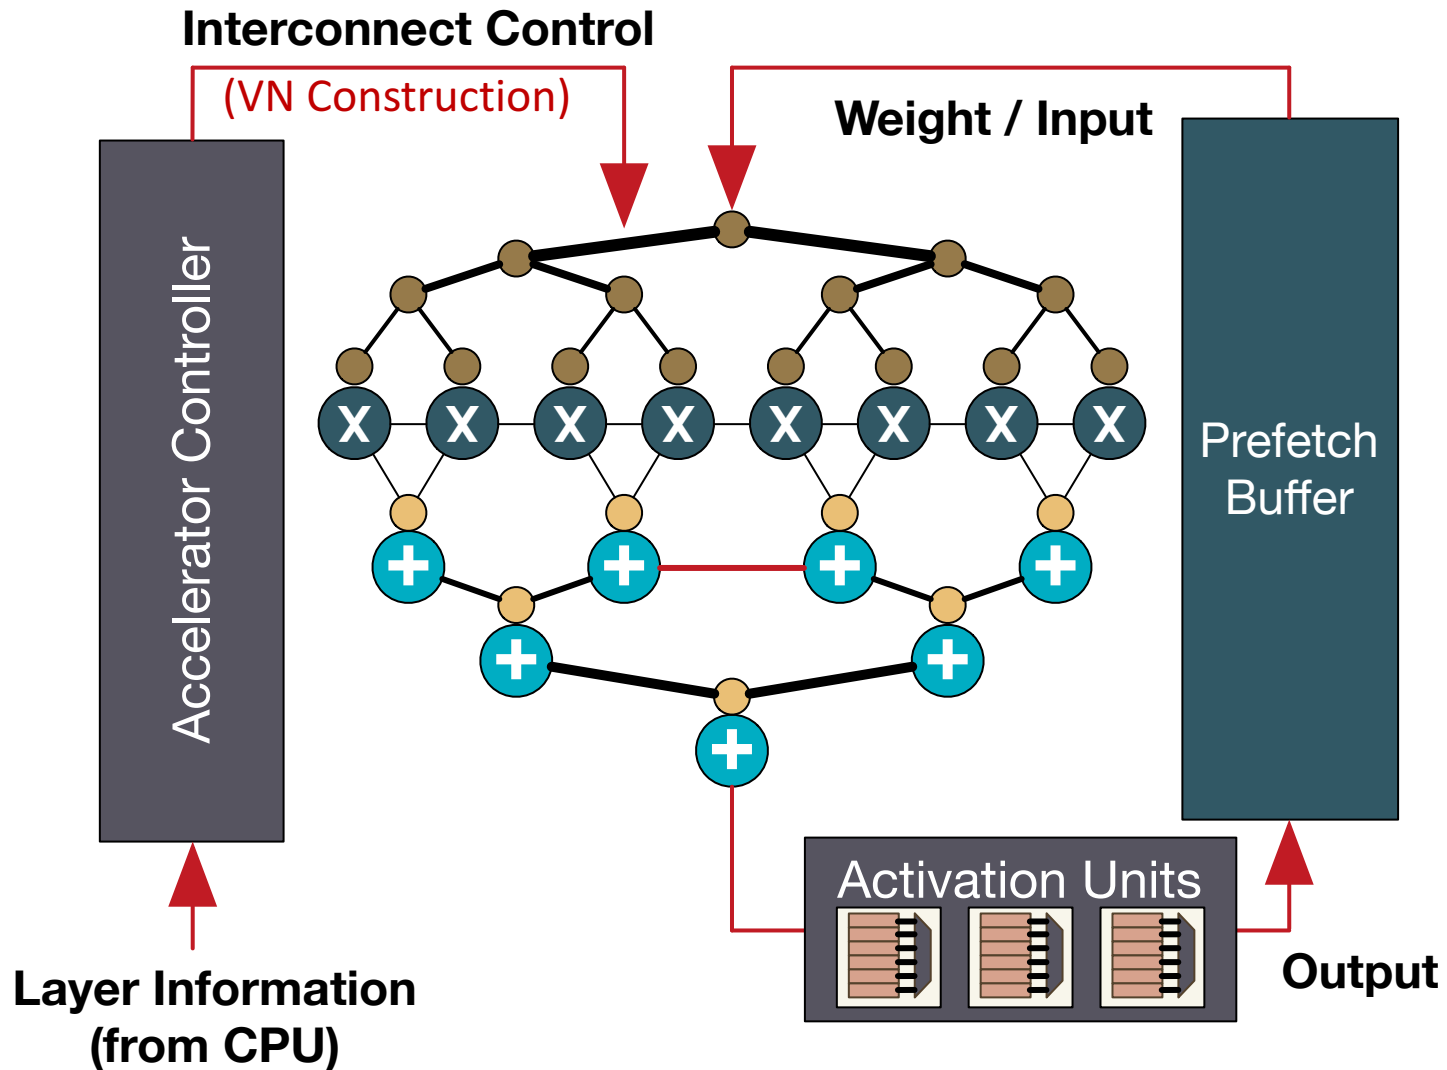 Interconnect Control
(VN Construction)
Weight / Input
Accelerator Controller
X X X X X X X X
Prefetch
Buffer
+ + + +
+ +
+
Activation Units
Output
Layer Information
(from CPU)